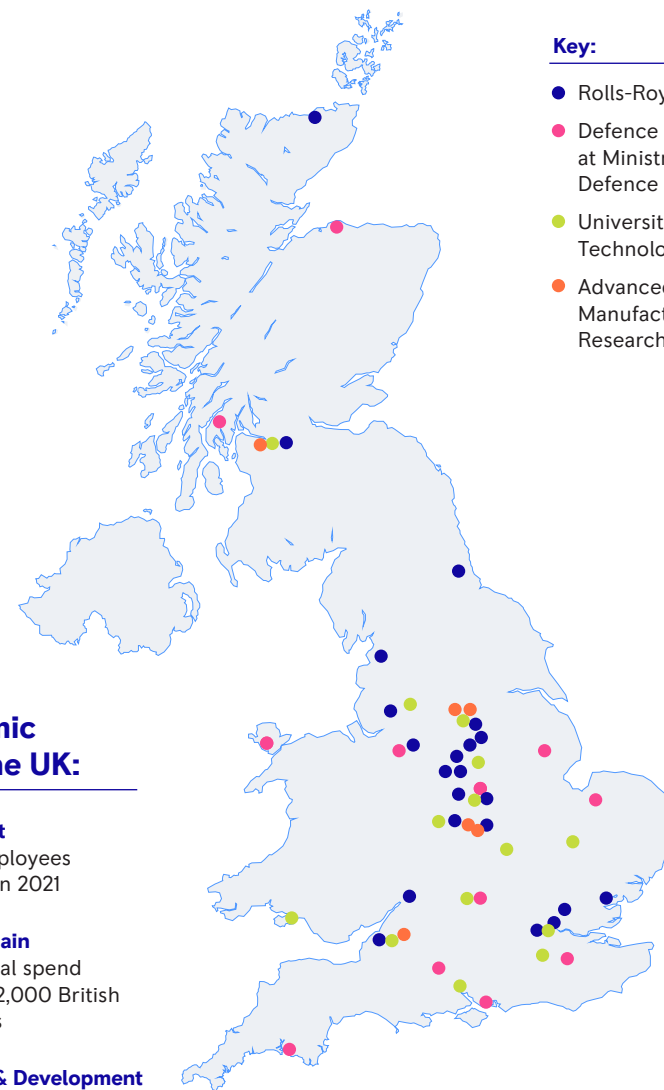 Key:
Rolls-Roy
Defence
at Ministr
Defence
Universit
Technolo
Advanced
Manufact
Research
nic
ne UK:
t
ployees
n 2021
ain
al spend
2,000 British
s
& Development